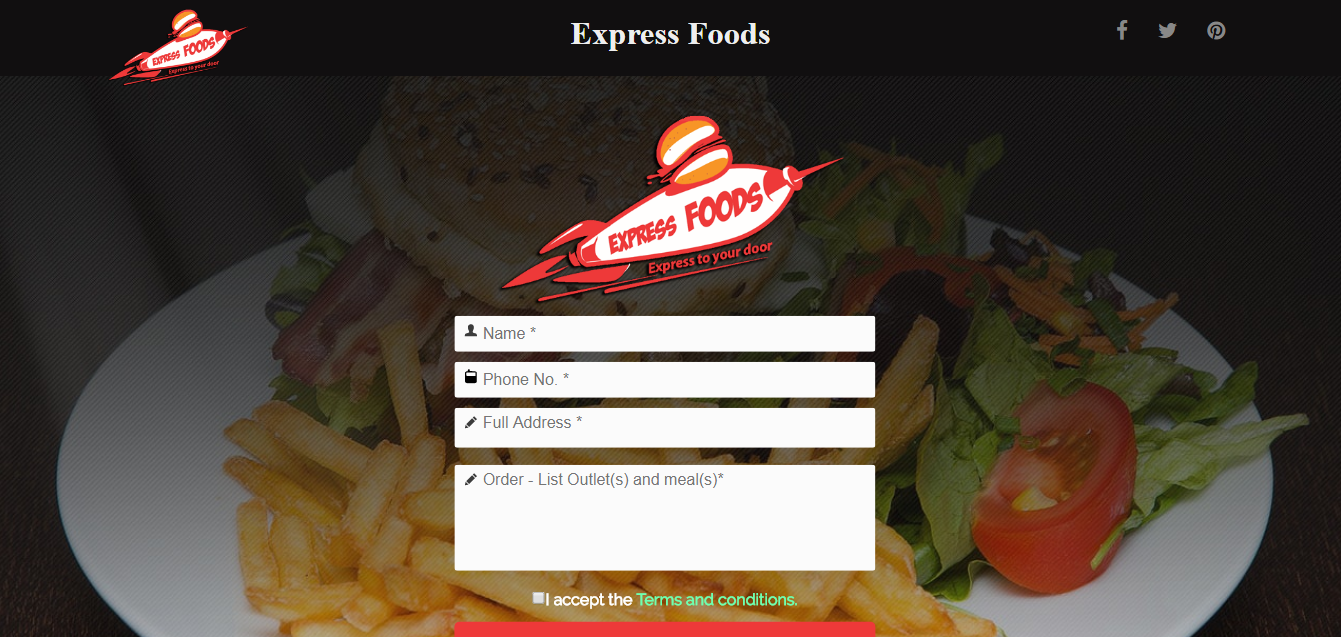 EXPRESS FOODS
Express to your door
Express Foods
EXPRESS FOODS
Express to your door
Name *
Phone No. *
Full Address *
Order - List Outlet(s) and meal(s)*
I accept the Terms and conditions.